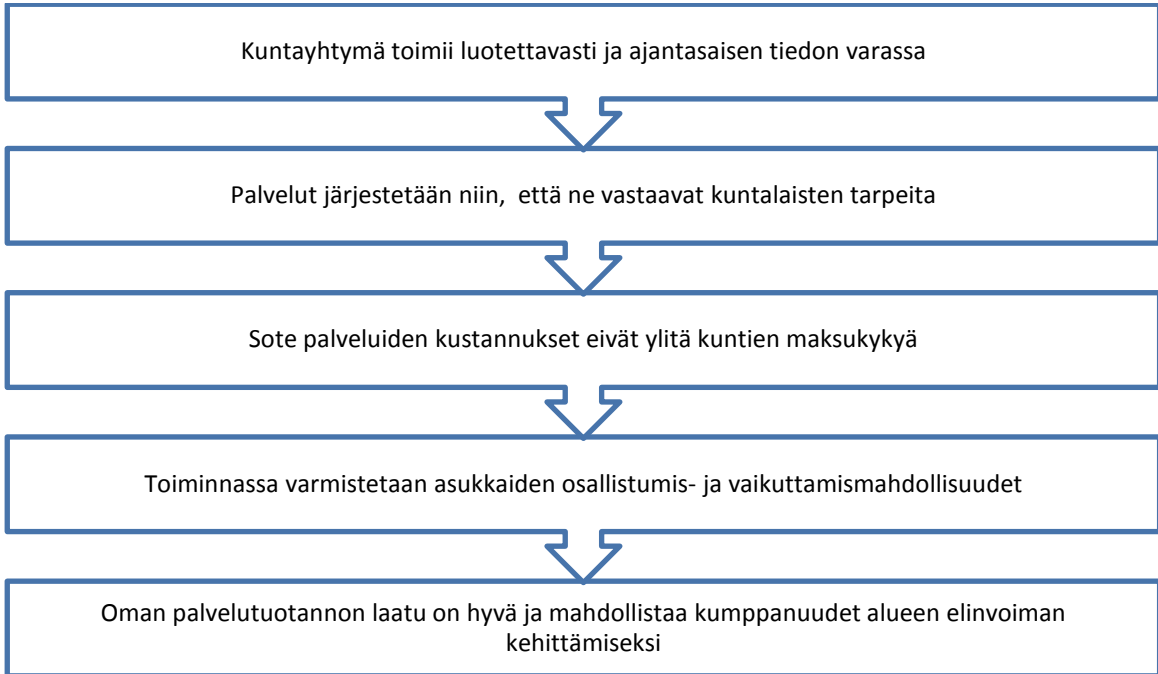 Kuntayhtymä toimii luotettavasti ja ajantasaisen tiedon varassa
Palvelut järjestetään niin,  että ne vastaavat kuntalaisten tarpeita
Sote palveluiden kustannukset eivät ylitä kuntien maksukykyä
Toiminnassa varmistetaan asukkaiden osallistumis- ja vaikuttamismahdollisuudet
Oman palvelutuotannon laatu on hyvä ja mahdollistaa kumppanuudet alueen elinvoiman
kehittämiseksi